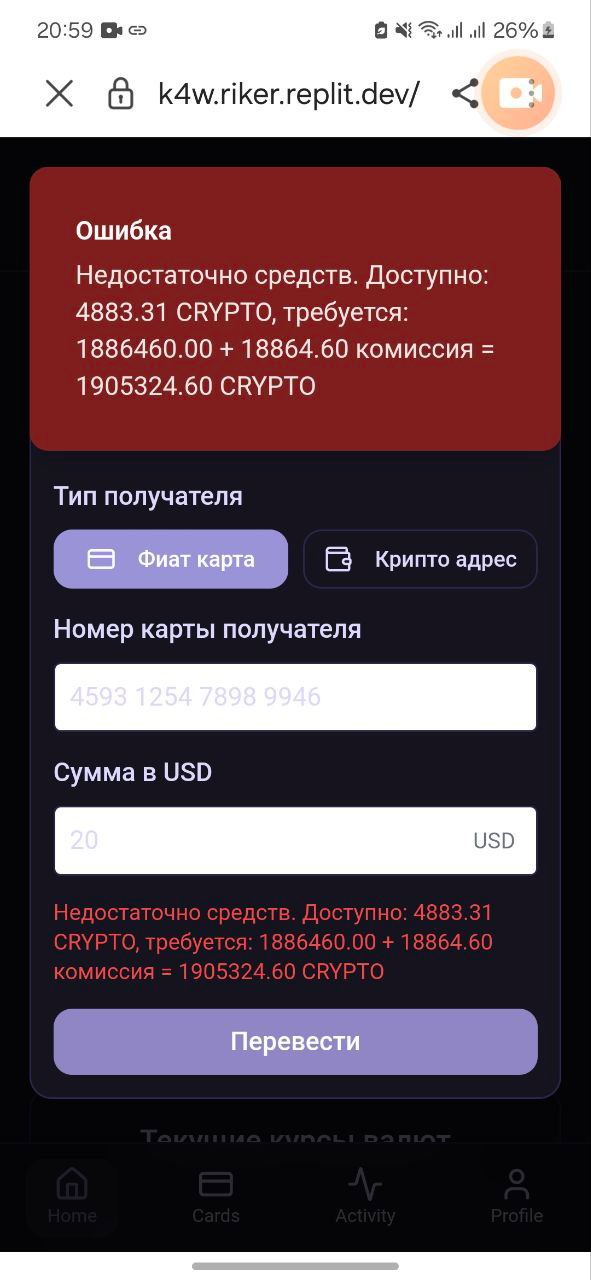 20:59 26%
k4w.riker.replit.dev/
Ошибка
Недостаточно средств. Доступно:
4883.31 CRYPTO, требуется:
1886460.00 + 18864.60 комиссия =
1905324.60 CRYPTO
Тип получателя
Фиат карта Крипто адрес
Номер карты получателя
4593 1254 7898 9946
Сумма в USD
20 USD
Недостаточно средств. Доступно: 4883.31
CRYPTO, требуется: 1886460.00 + 18864.60
комиссия = 1905324.60 CRYPTO
Перевести
Текущие курсы валют
Home Cards Activity Profile